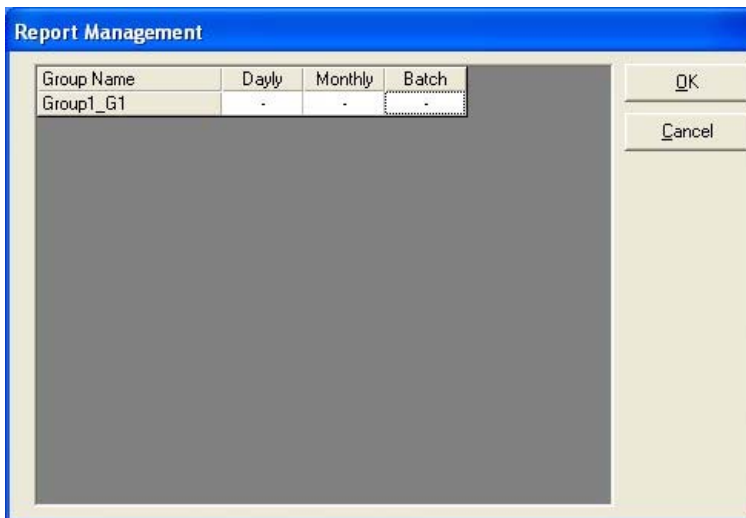 Report Management
Group Name Dayly Monthly Batch
Group1_G1 - - -
OK
Cancel